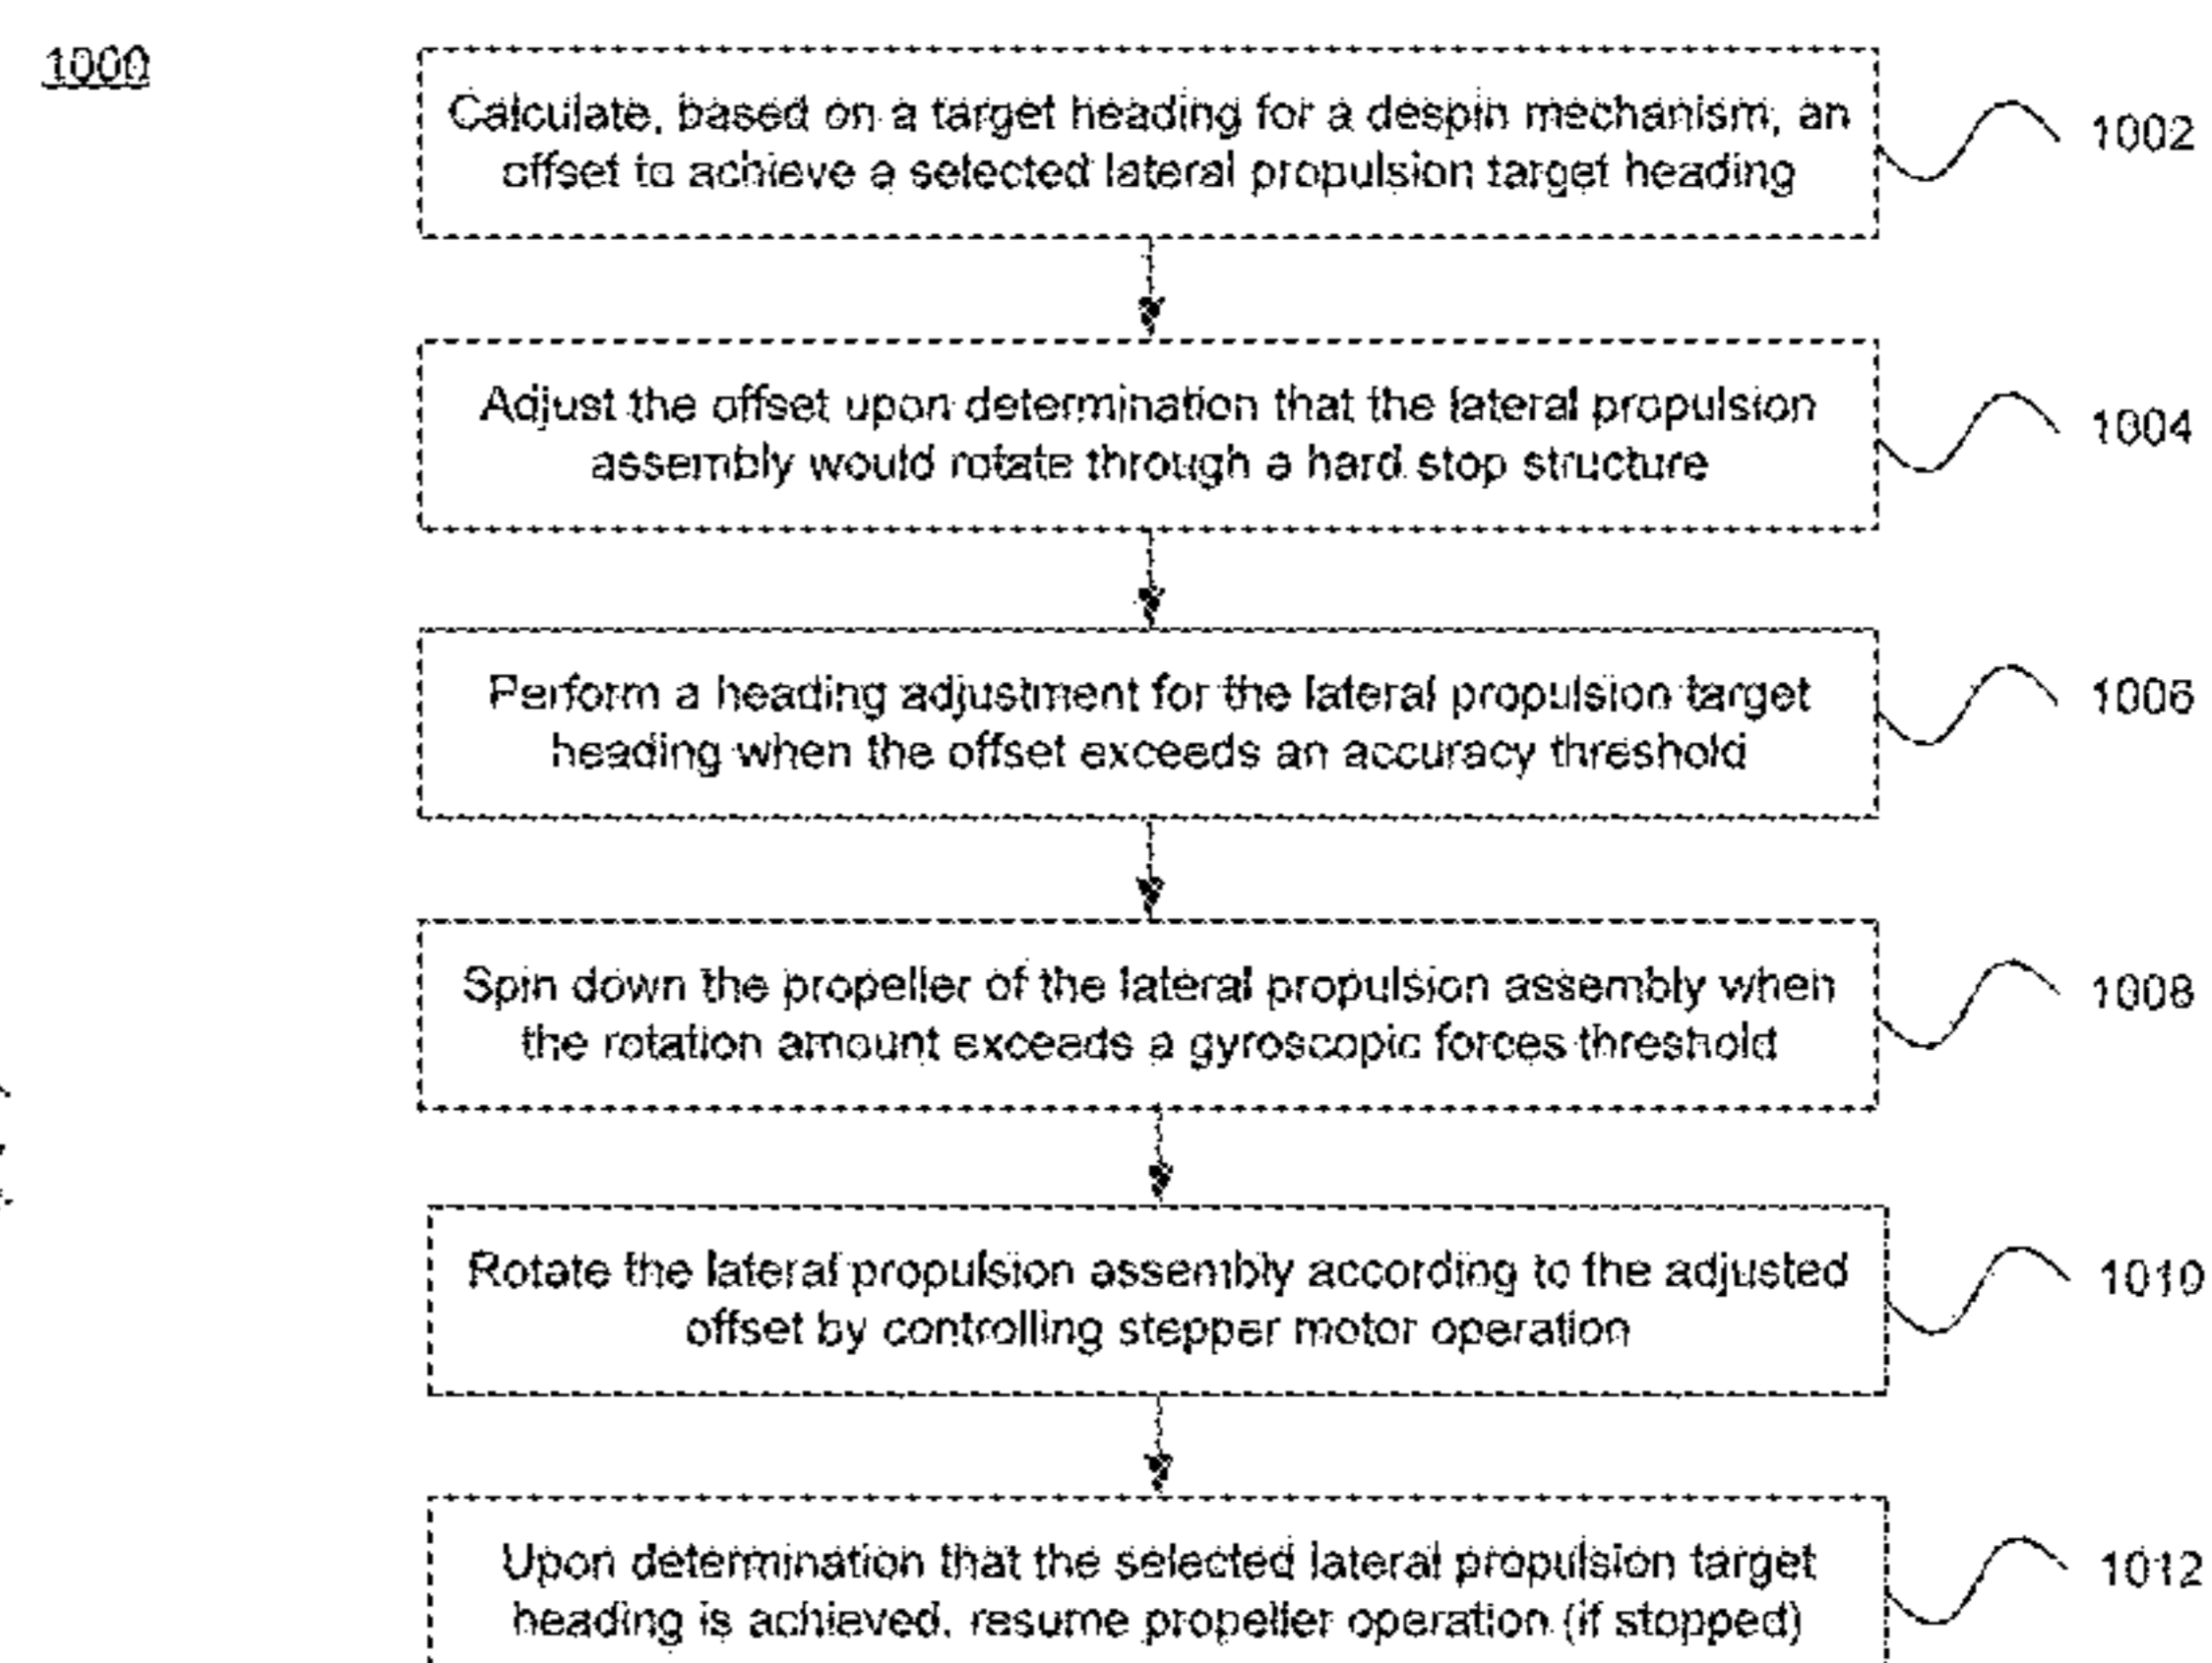 1000
Calculate, based on a target heading for a despin mechanism, an
offset to achieve a selected lateral propulsion target heading
1002
Adjust the offset upon determination that the lateral propulsion
assembly would rotate through a hard stop structure
1004
Perform a heading adjustment for the lateral propulsion target
heading when the offset exceeds an accuracy threshold
1006
Spin down the propeller of the lateral propulsion assembly when
the rotation amount exceeds a gyroscopic forces threshold
1008
Rotate the lateral propulsion assembly according to the adjusted
offset by controlling stepper motor operation
1010
Upon determination that the selected lateral propulsion target
heading is achieved, resume propeller operation (if stopped)
1012